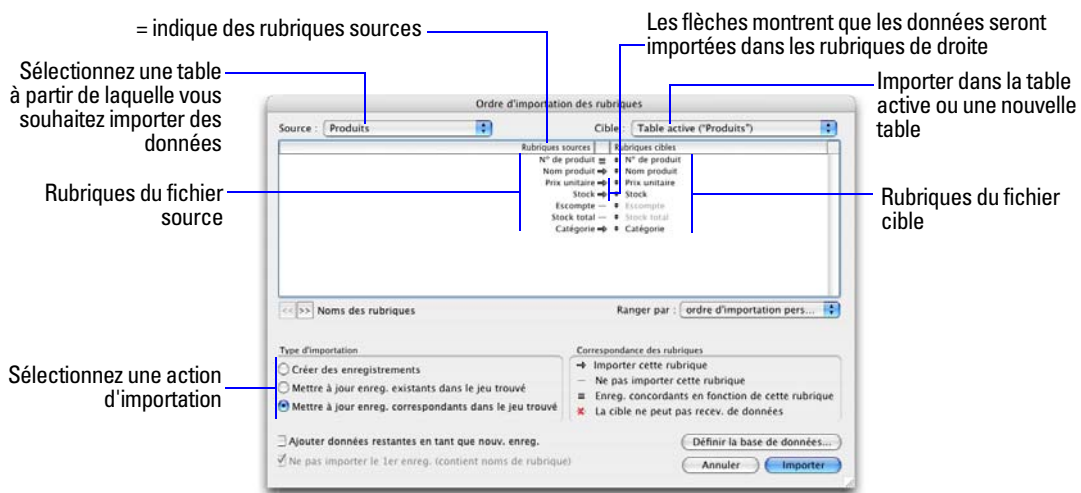 = indique des rubriques sources
Les flèches montrent que les données seront
importées dans les rubriques de droite
Sélectionnez une table
à partir de laquelle vous
souhaitez importer des
données
Importer dans la table
active ou une nouvelle
table
Rubriques du fichier
source
Rubriques du fichier
cible
Sélectionnez une action
d'importation
Ordre d'importation des rubriques
Source : Produits
Cible : Table active ("Produits")
Rubriques sources Rubriques cibles
N° de produit = N° de produit
Nom produit Nom produit
Prix unitaire Prix unitaire
Stock Stock
Escompte — Escompte
Stock total — Stock total
Catégorie Catégorie
<< >> Noms des rubriques
Ranger par : ordre d'importation pers...
Type d'importation
Créer des enregistrements
Mettre à jour enreg. existants dans le jeu trouvé
Mettre à jour enreg. correspondants dans le jeu trouvé
Correspondance des rubriques
Importer cette rubrique
— Ne pas importer cette rubrique
= Enreg. concordants en fonction de cette rubrique
La cible ne peut pas recev. de données
Ajouter données restantes en tant que nouv. enreg.
Ne pas importer le 1er enreg. (contient noms de rubrique)
Définir la base de données...
Annuler
Importer